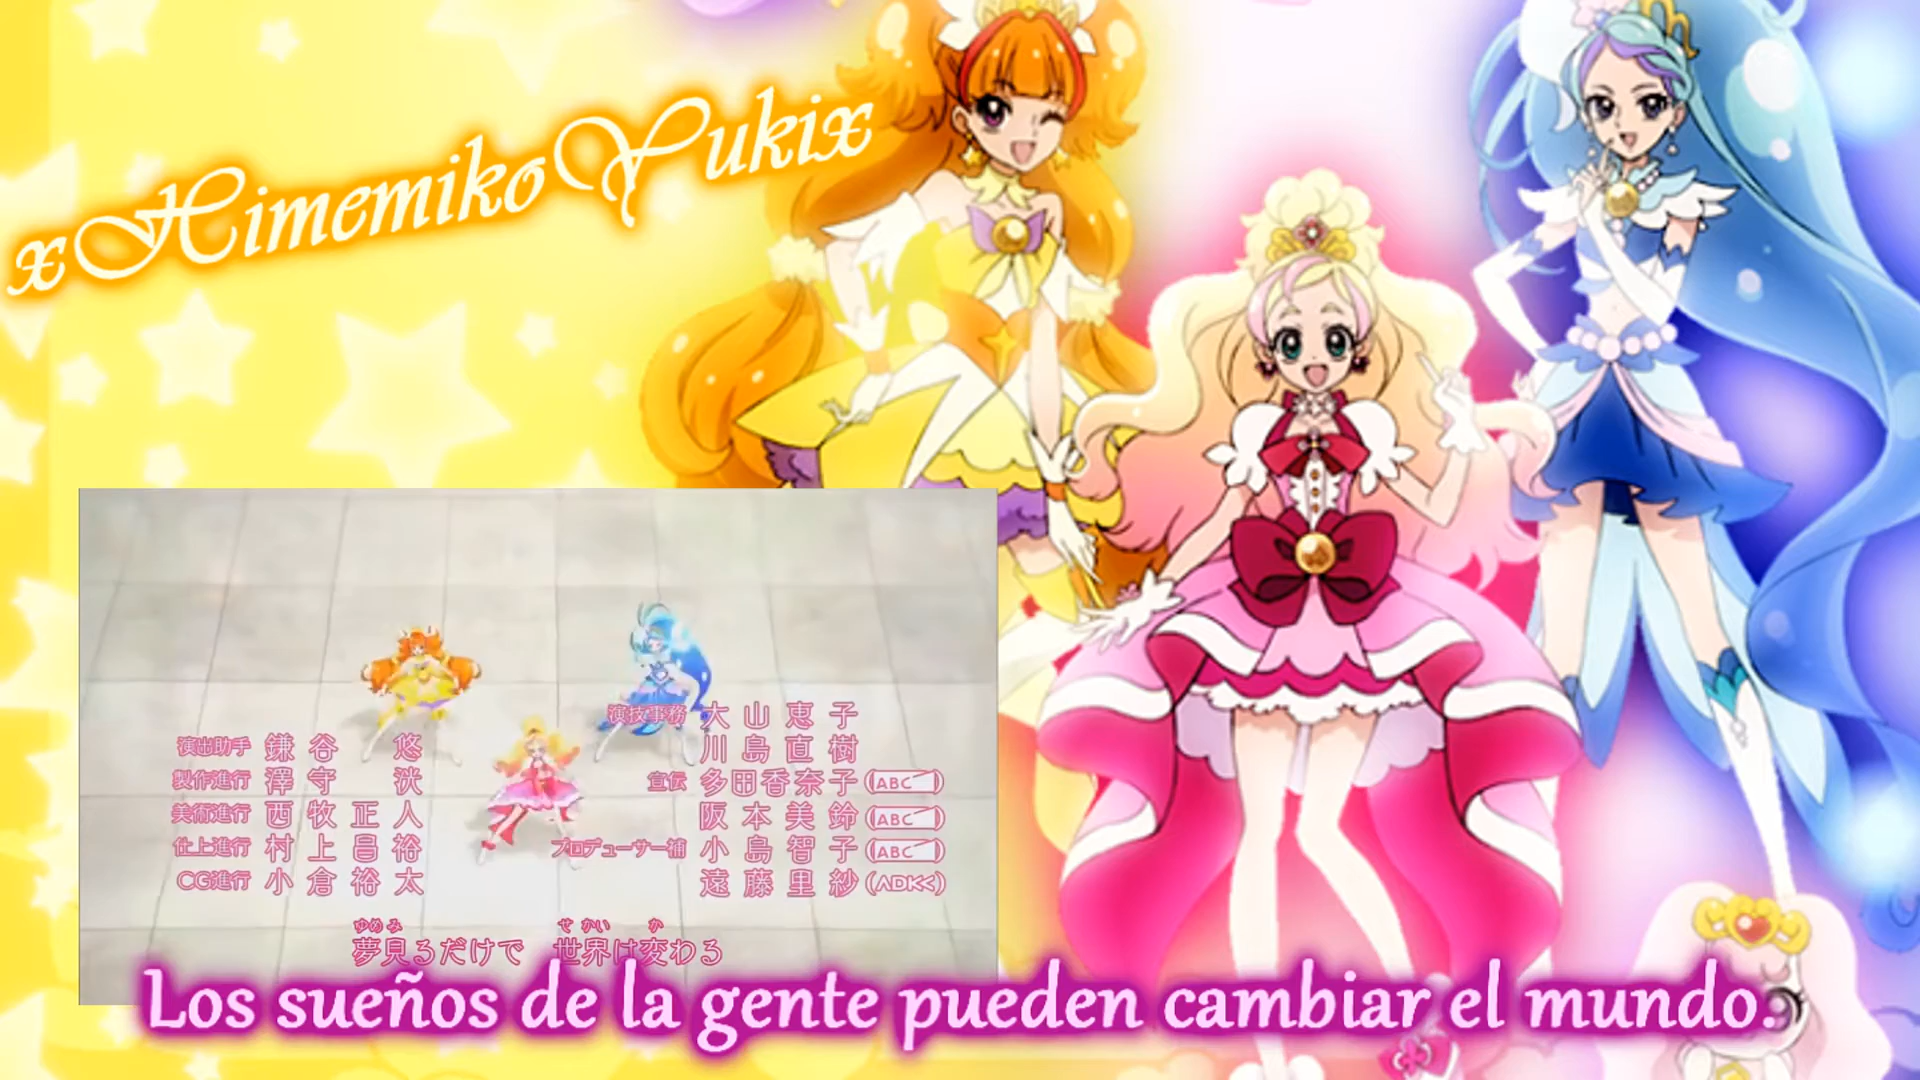 xHimemikoYukix
演技事務 大山恵子
川島直樹
演出助手 鎌谷 悠
製作進行 澤守 洸
美術進行 西牧正人
仕上進行 村上昌裕
CG進行 小倉裕太
宣伝 多田香奈子(ABC)
阪本美鈴(ABC)
プロデューサー補 小島智子(ABC)
遠藤里紗(ADK)
ゆめみ せかい か
夢見るだけで 世界は変わる
Los sueños de la gente pueden cambiar el mundo.